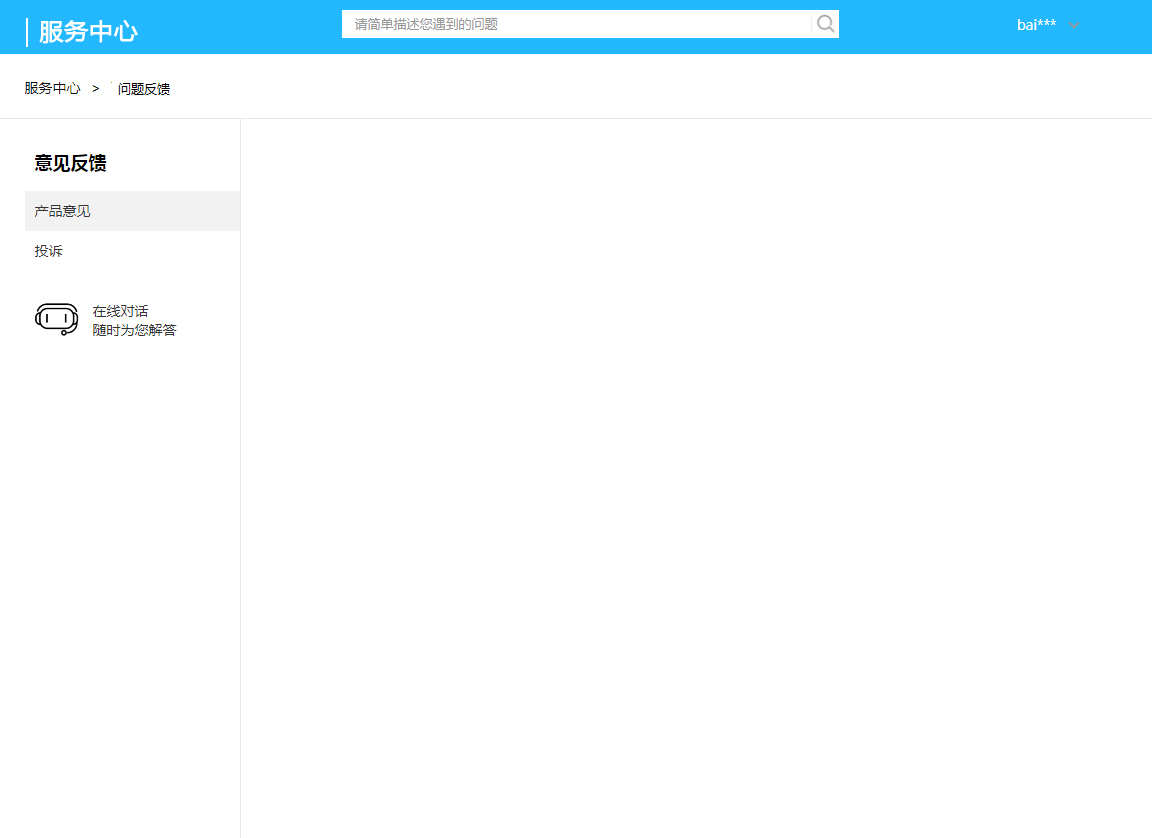 服务中心
请简单描述您遇到的问题
bai***
服务中心 > 问题反馈
意见反馈
产品意见
投诉
在线对话
随时为您解答